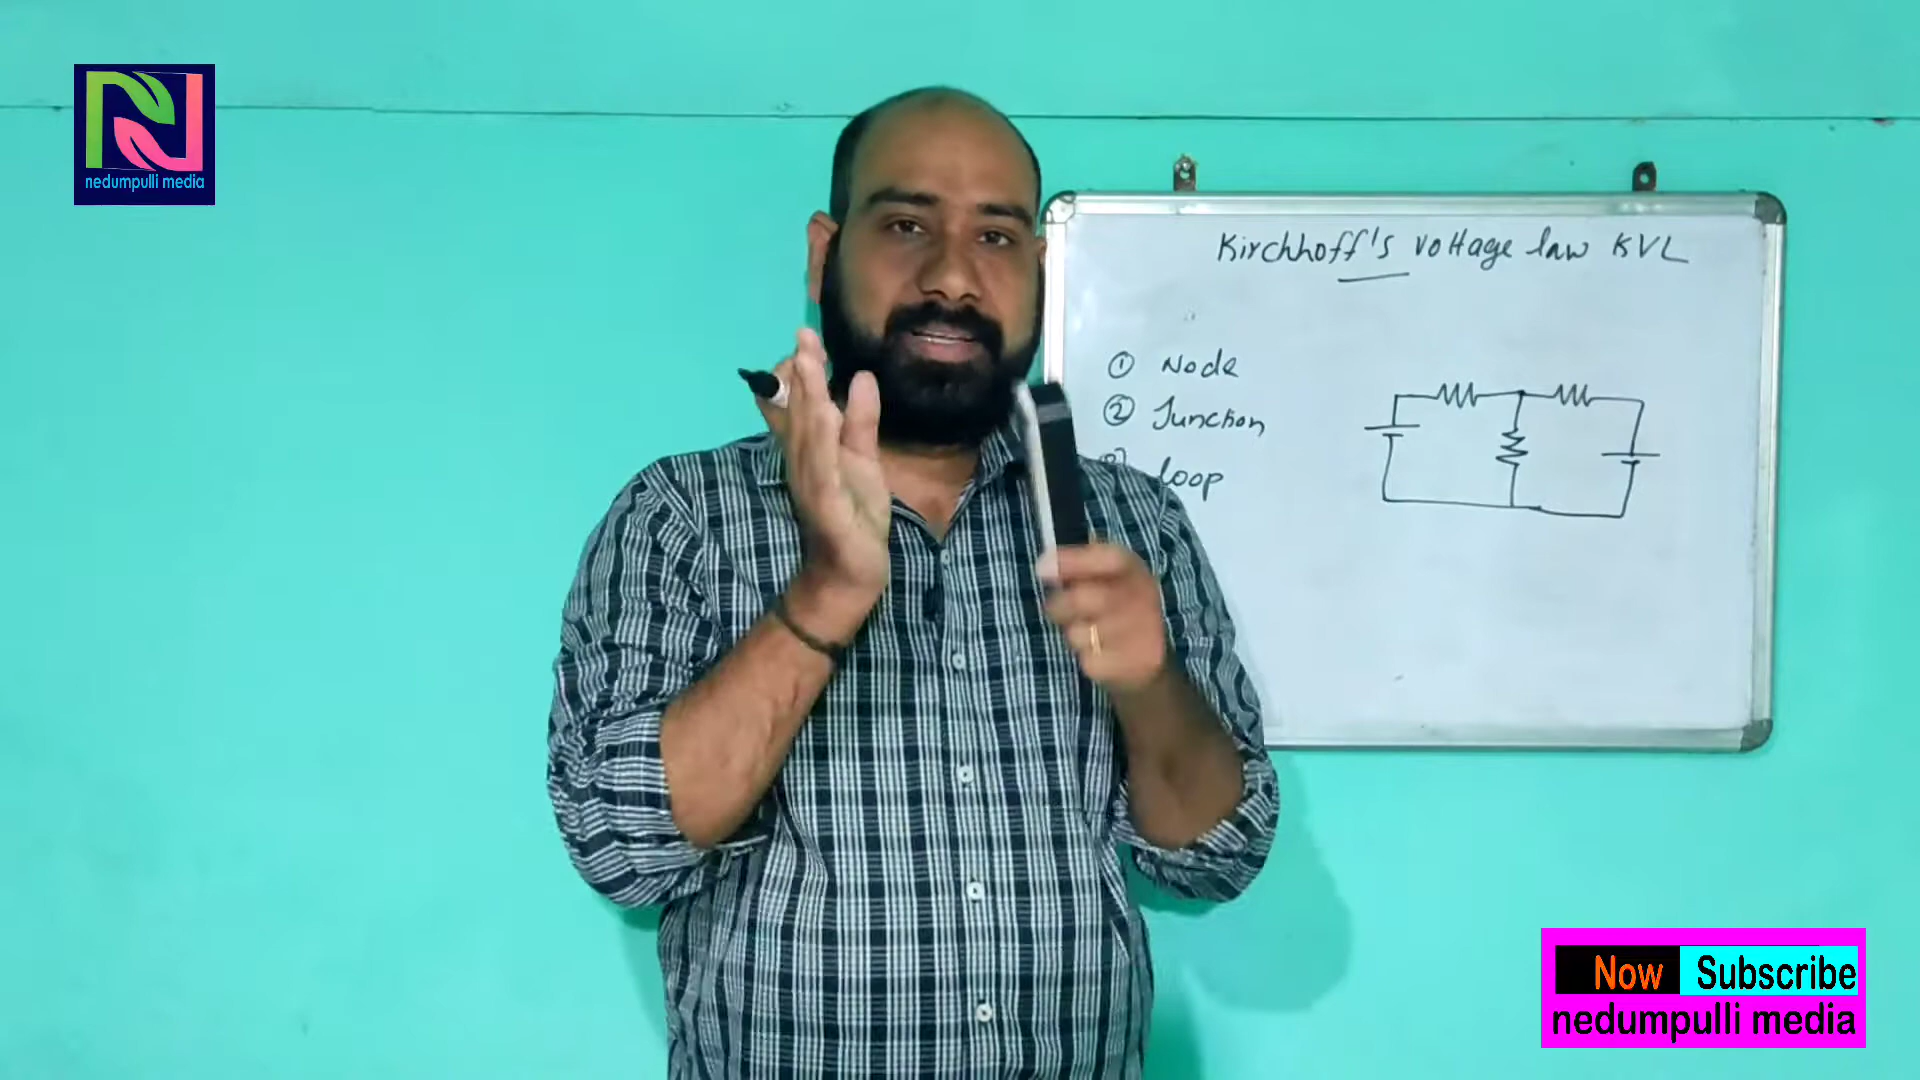 nedumpulli media
Kirchhoff's voltage law KVL
① Node
② Junction
loop
Now Subscribe
nedumpulli media